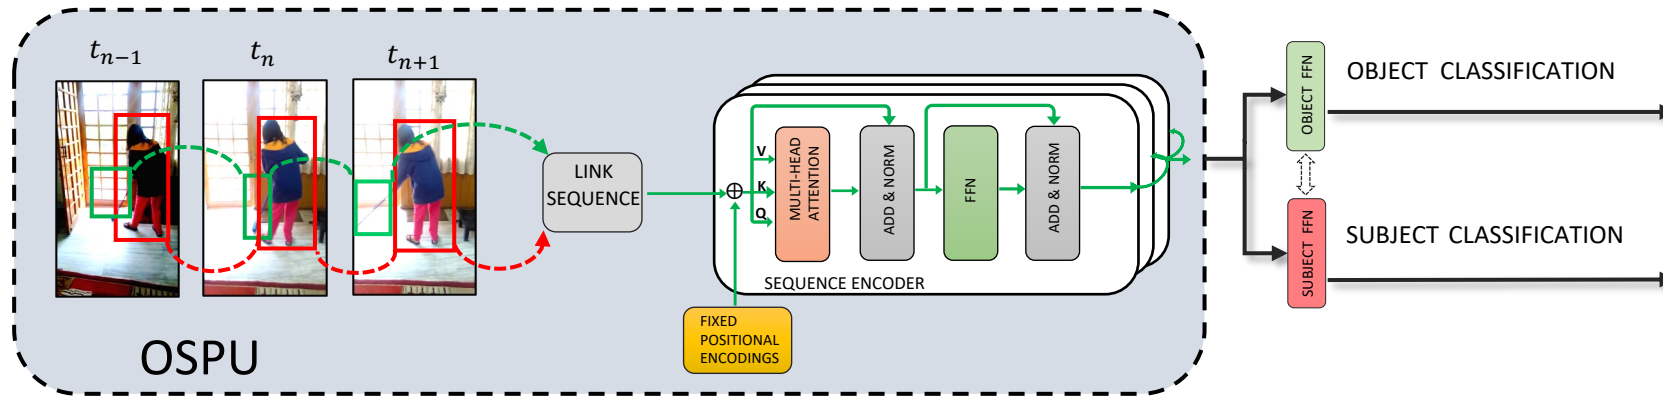 t_{n-1}
t_n
t_{n+1}
LINK
SEQUENCE
V
K
Q
MULTI-HEAD
ATTENTION
ADD & NORM
FFN
ADD & NORM
SEQUENCE ENCODER
FIXED
POSITIONAL
ENCODINGS
OSPU
OBJECT FFN
OBJECT CLASSIFICATION
SUBJECT FFN
SUBJECT CLASSIFICATION